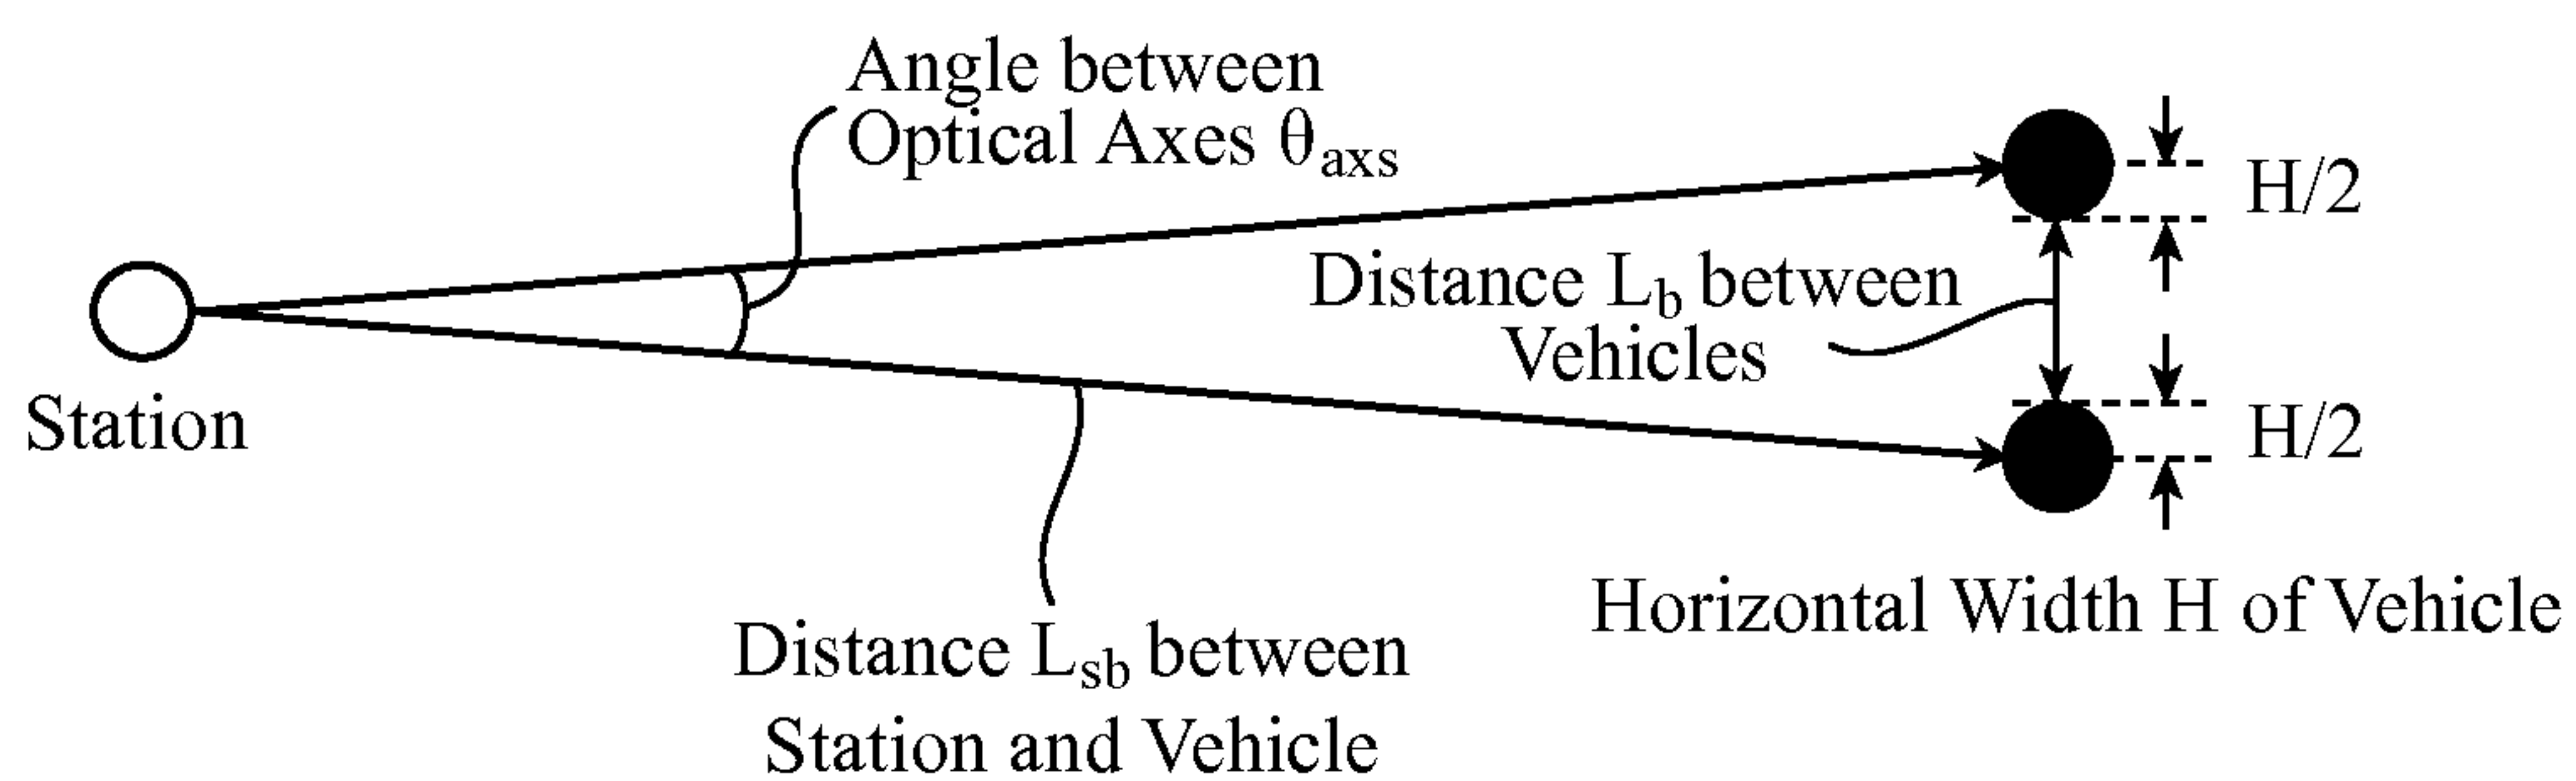 Angle between
Optical Axes θaxs
H/2
Distance Lb between
Vehicles
Station
H/2
Distance Lsb between
Station and Vehicle
Horizontal Width H of Vehicle